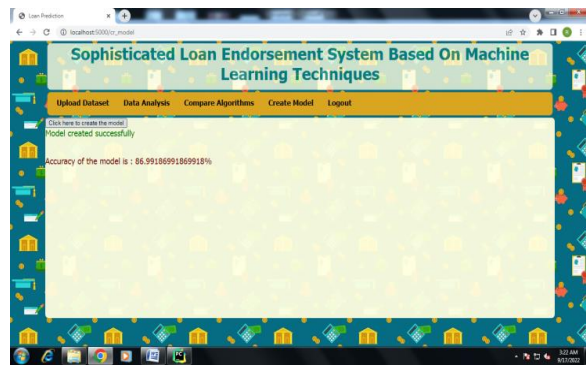 Loan Prediction
localhost:5000/cr_model
Sophisticated Loan Endorsement System Based On Machine
Learning Techniques
Upload Dataset Data Analysis Compare Algorithms Create Model Logout
Click here to create the model
Model created successfully
Accuracy of the model is : 86.99186991869918%
3:22 AM
9/17/2022